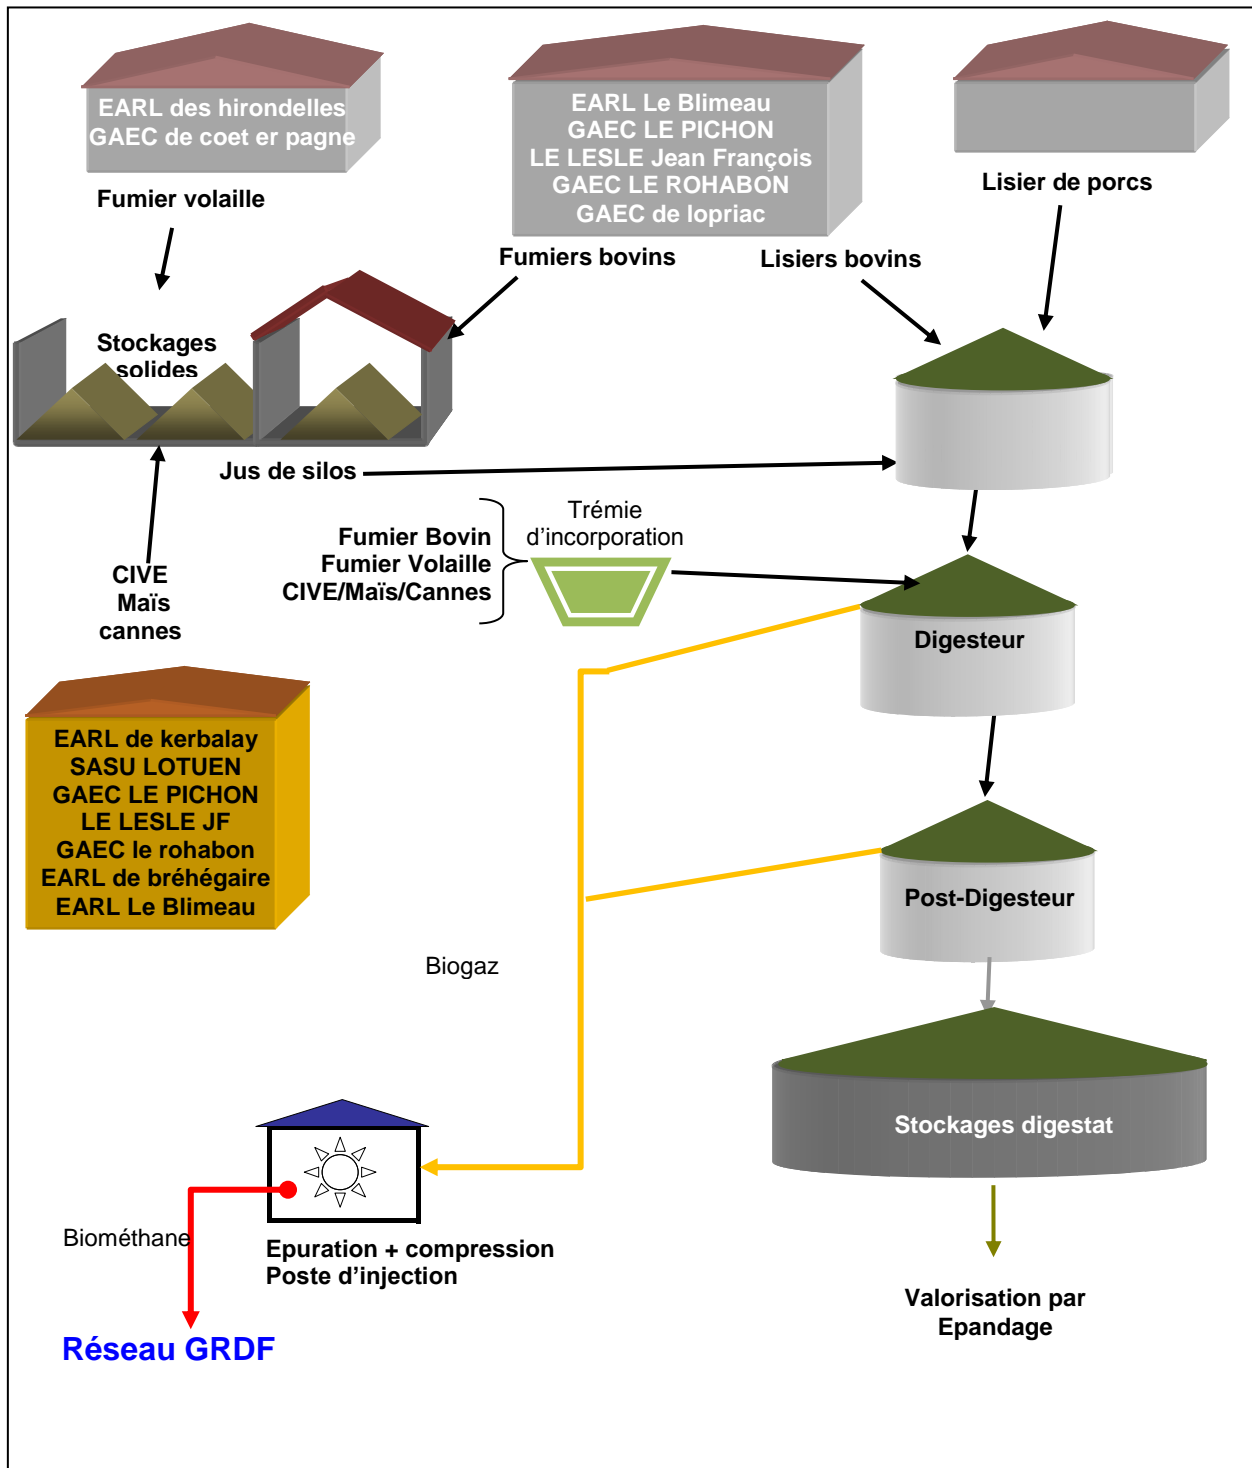 EARL des hirondelles
GAEC de coet er pagne
Fumier volaille
EARL Le Blimeau
GAEC LE PICHON
LE LESLE Jean François
GAEC LE ROHABON
GAEC de lopriac
Fumiers bovins
Lisiers bovins
Lisier de porcs
Stockages
solides
Jus de silos
Trémie
d’incorporation
Fumier Bovin
Fumier Volaille
CIVE/Maïs/Cannes
CIVE
Maïs
cannes
Digesteur
EARL de kerbalay
SASU LOTUEN
GAEC LE PICHON
LE LESLE JF
GAEC le rohabon
EARL de bréhégaire
EARL Le Blimeau
Post-Digesteur
Biogaz
Stockages digestat
Biométhane
Epuration + compression
Poste d’injection
Valorisation par
Epandage
Réseau GRDF